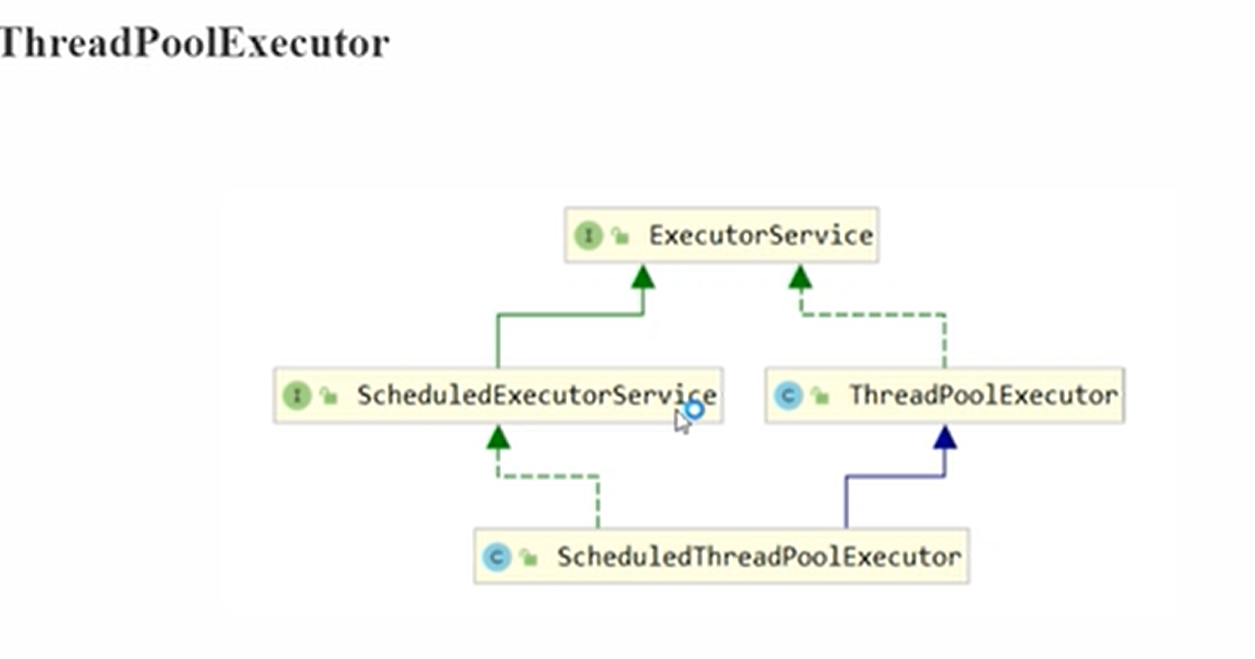 ThreadPoolExecutor
I ExecutorService
I ScheduledExecutorService
C ThreadPoolExecutor
C ScheduledThreadPoolExecutor